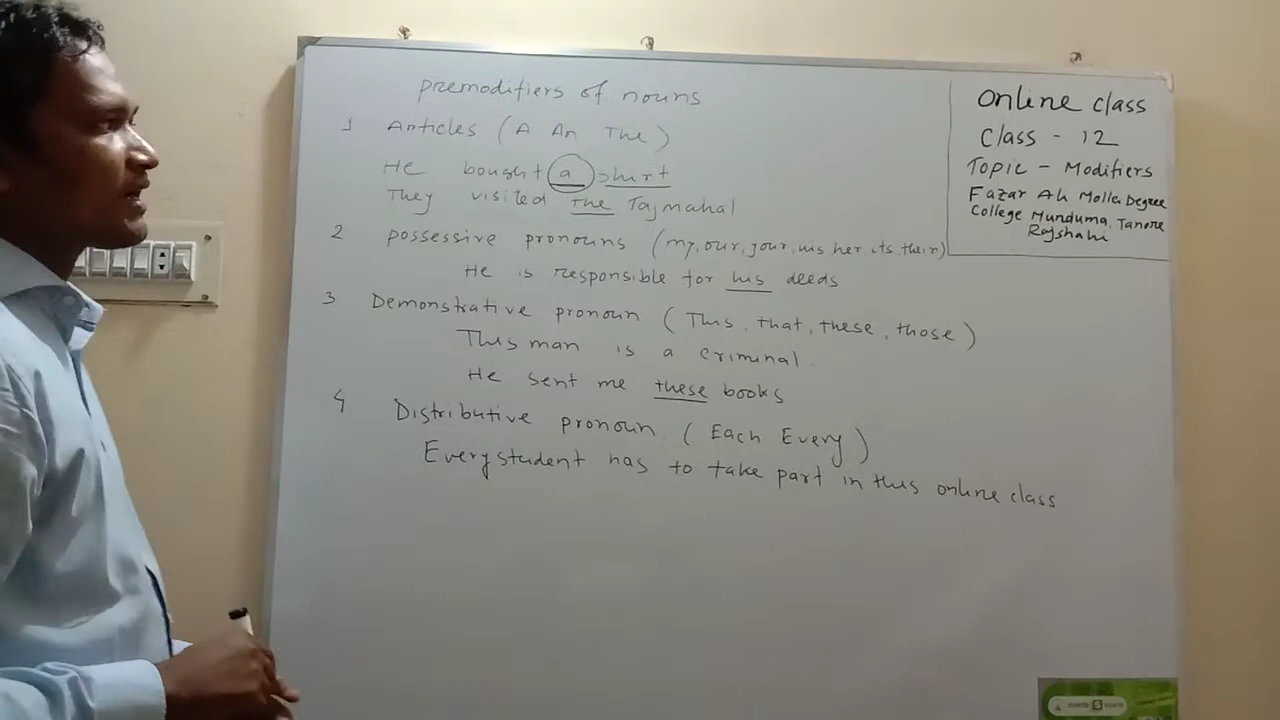 Premodifiers of nouns
1 Articles (A An The)
He bought a shirt
They visited the Tajmahal
2 Possessive pronouns (my, our, your, his her its their)
He is responsible for his deeds
3 Demonstrative pronoun (This, that, these, those)
This man is a criminal.
He sent me these books
4 Distributive pronoun (Each Every)
Every student has to take part in this online class
Online class
Class - 12
Topic - Modifiers
Fazar Ali Molla Degree
College Munduma, Tanore
Rajshahi